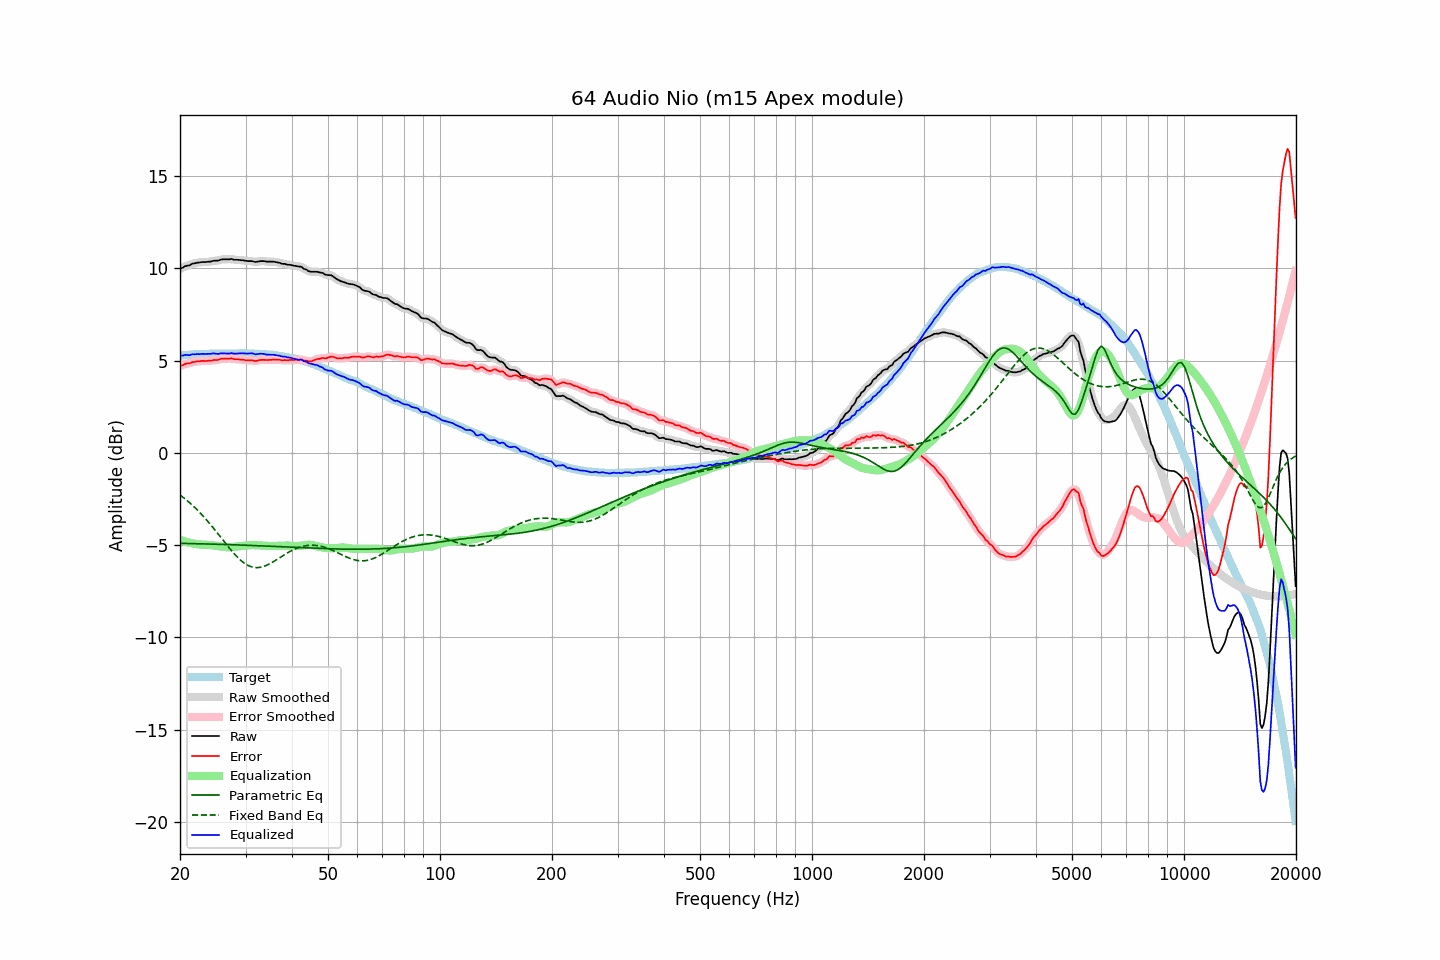 64 Audio Nio (m15 Apex module)
Amplitude (dBr)
15
10
5
0
−5
−10
−15
−20
Target
Raw Smoothed
Error Smoothed
Raw
Error
Equalization
Parametric Eq
Fixed Band Eq
Equalized
20 50 100 200 500 1000 2000 5000 10000 20000
Frequency (Hz)